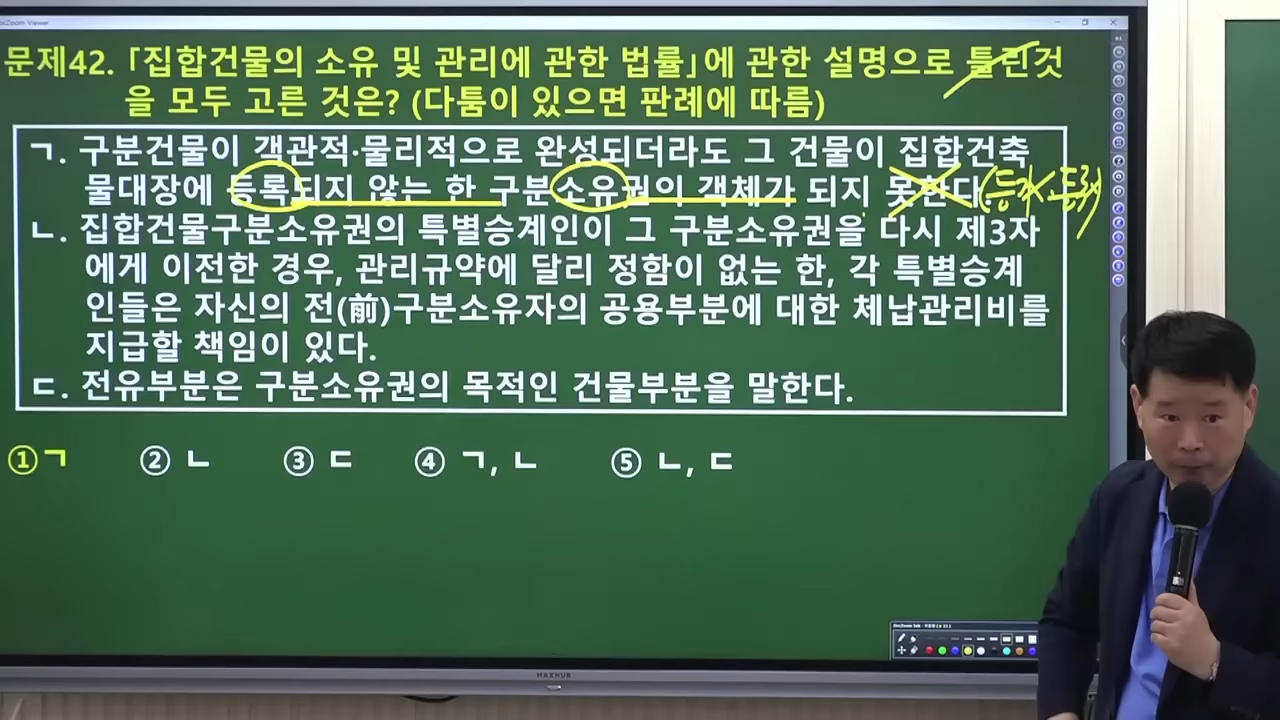 문제42. 「집합건물의 소유 및 관리에 관한 법률」에 관한 설명으로 틀린것
을 모두 고른 것은? (다툼이 있으면 판례에 따름)
ㄱ. 구분건물이 객관적·물리적으로 완성되더라도 그 건물이 집합건축
물대장에 등록되지 않는 한 구분소유권의 객체가 되지 못한다.
ㄴ. 집합건물구분소유권의 특별승계인이 그 구분소유권을 다시 제3자
에게 이전한 경우, 관리규약에 달리 정함이 없는 한, 각 특별승계
인들은 자신의 전(前)구분소유자의 공용부분에 대한 체납관리비를
지급할 책임이 있다.
ㄷ. 전유부분은 구분소유권의 목적인 건물부분을 말한다.
①ㄱ ② ㄴ ③ ㄷ ④ ㄱ, ㄴ ⑤ ㄴ, ㄷ
MAXHUB